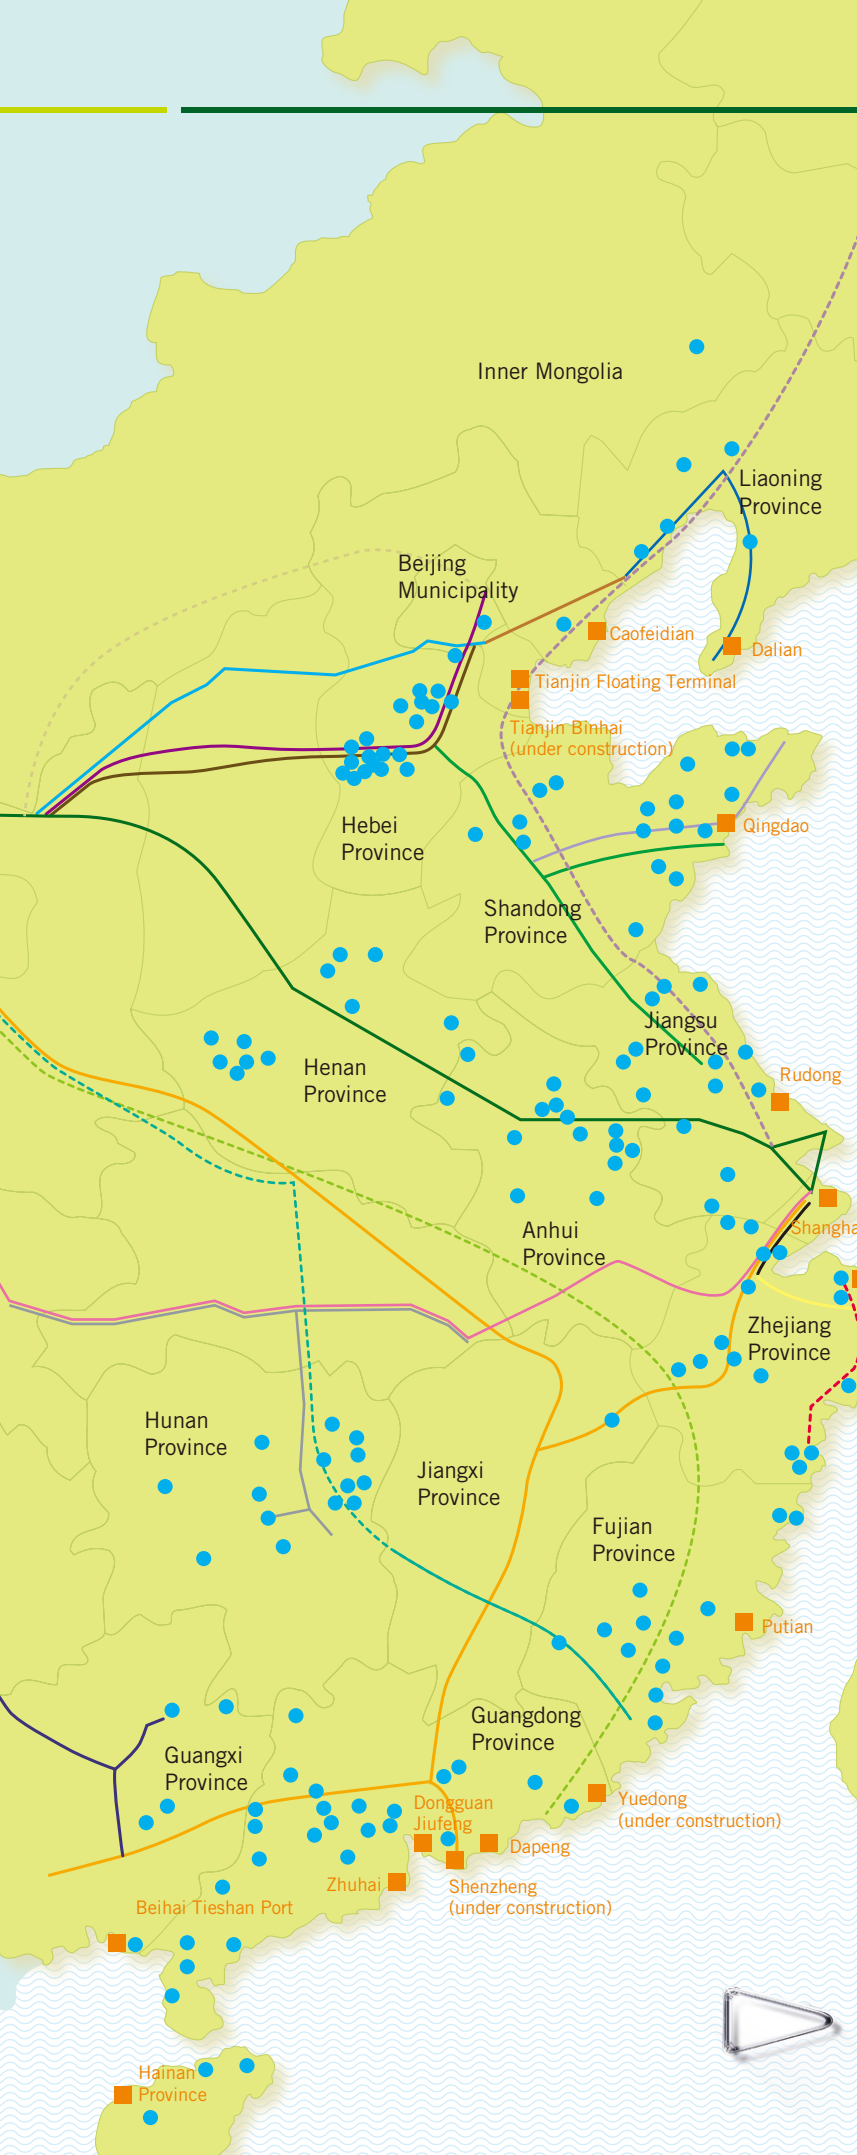 Inner Mongolia
Liaoning
Province
Beijing
Municipality
Caofeidian
Dalian
Tianjin Floating Terminal
Tianjin Binhai
(under construction)
Hebei
Province
Qingdao
Shandong
Province
Jiangsu
Province
Henan
Province
Rudong
Shangha
Anhui
Province
Zhejiang
Province
Hunan
Province
Jiangxi
Province
Fujian
Province
Putian
Guangdong
Province
Guangxi
Province
Dongguan
Jiufeng
Yuedong
(under construction)
Dapeng
Zhuhai
Shenzheng
(under construction)
Beihai Tieshan Port
Hainan
Province